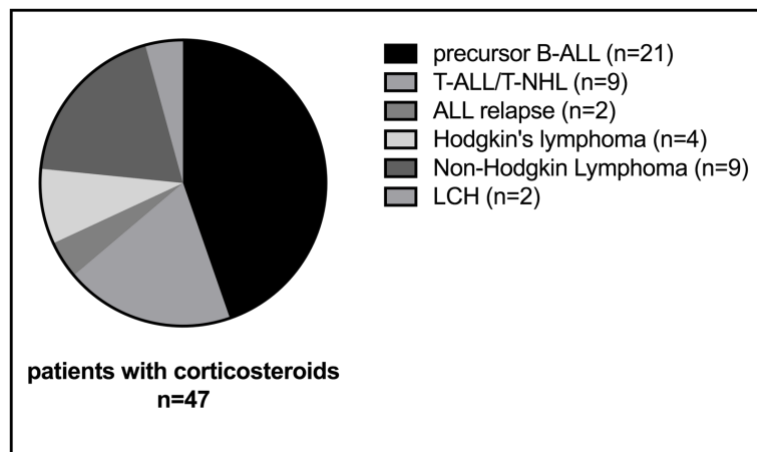 precursor B-ALL (n=21)
T-ALL/T-NHL (n=9)
ALL relapse (n=2)
Hodgkin's lymphoma (n=4)
Non-Hodgkin Lymphoma (n=9)
LCH (n=2)
patients with corticosteroids
n=47